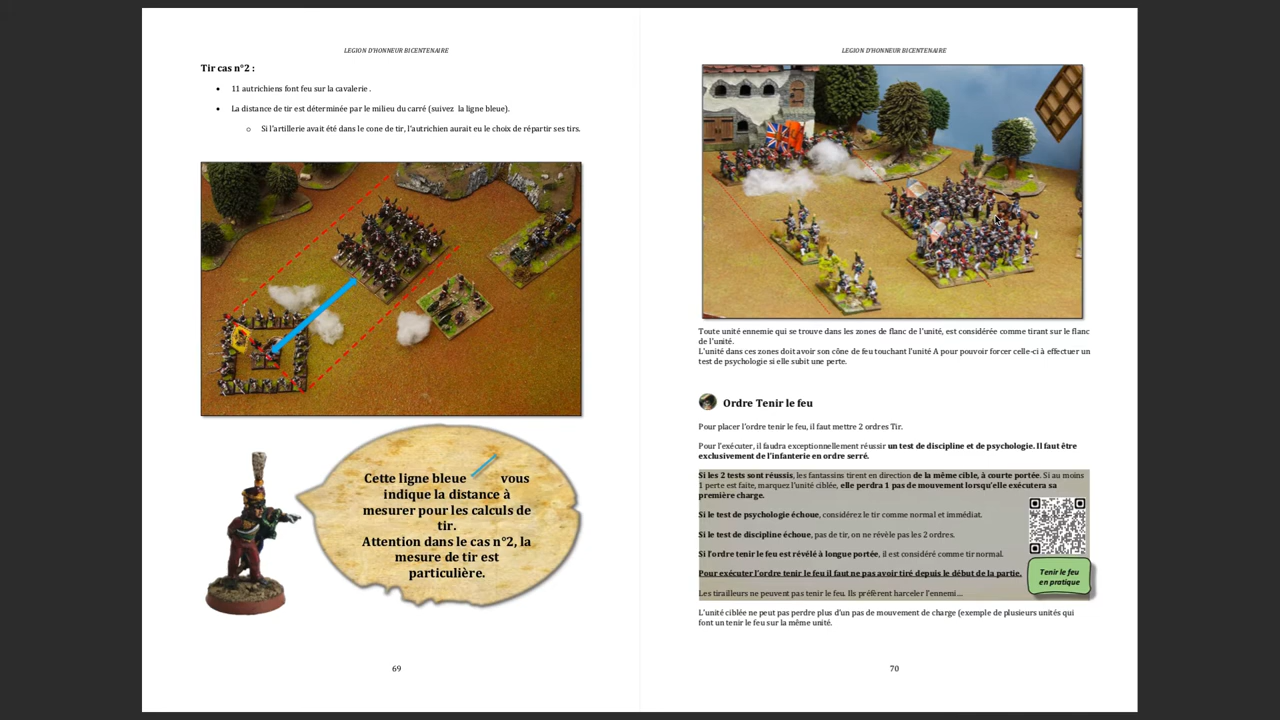 LEGION D'HONNEUR BICENTENAIRE
Tir cas n°2 :
• 11 autrichiens font feu sur la cavalerie .
• La distance de tir est déterminée par le milieu du carré (suivez la ligne bleue).
o Si l'artillerie avait été dans le cone de tir, l'autrichien aurait eu le choix de répartir ses tirs.
Cette ligne bleue vous
indique la distance à
mesurer pour les calculs de
tir.
Attention dans le cas n°2, la
mesure de tir est
particulière.
69
LEGION D'HONNEUR BICENTENAIRE
Toute unité ennemie qui se trouve dans les zones de flanc de l'unité, est considérée comme tirant sur le flanc
de l'unité.
L'unité dans ces zones doit avoir son cône de feu touchant l'unité A pour pouvoir forcer celle-ci à effectuer un
test de psychologie si elle subit une perte.
Ordre Tenir le feu
Pour placer l'ordre tenir le feu, il faut mettre 2 ordres Tir.
Pour l'exécuter, il faudra exceptionnellement réussir un test de discipline et de psychologie. Il faut être
exclusivement de l'infanterie en ordre serré.
Si les 2 tests sont réussis, les fantassins tirent en direction de la même cible, à courte portée. Si au moins
1 perte est faite, marquez l'unité ciblée, elle perdra 1 pas de mouvement lorsqu'elle exécutera sa
première charge.
Si le test de psychologie échoue, considérez le tir comme normal et immédiat.
Si le test de discipline échoue, pas de tir, on ne révèle pas les 2 ordres.
Si l'ordre tenir le feu est révélé à longue portée, il est considéré comme tir normal.
Pour exécuter l'ordre tenir le feu il faut ne pas avoir tiré depuis le début de la partie.
Tenir le feu
en pratique
Les tirailleurs ne peuvent pas tenir le feu. Ils préfèrent harceler l'ennemi…
L'unité ciblée ne peut pas perdre plus d'un pas de mouvement de charge (exemple de plusieurs unités qui
font un tenir le feu sur la même unité.
70